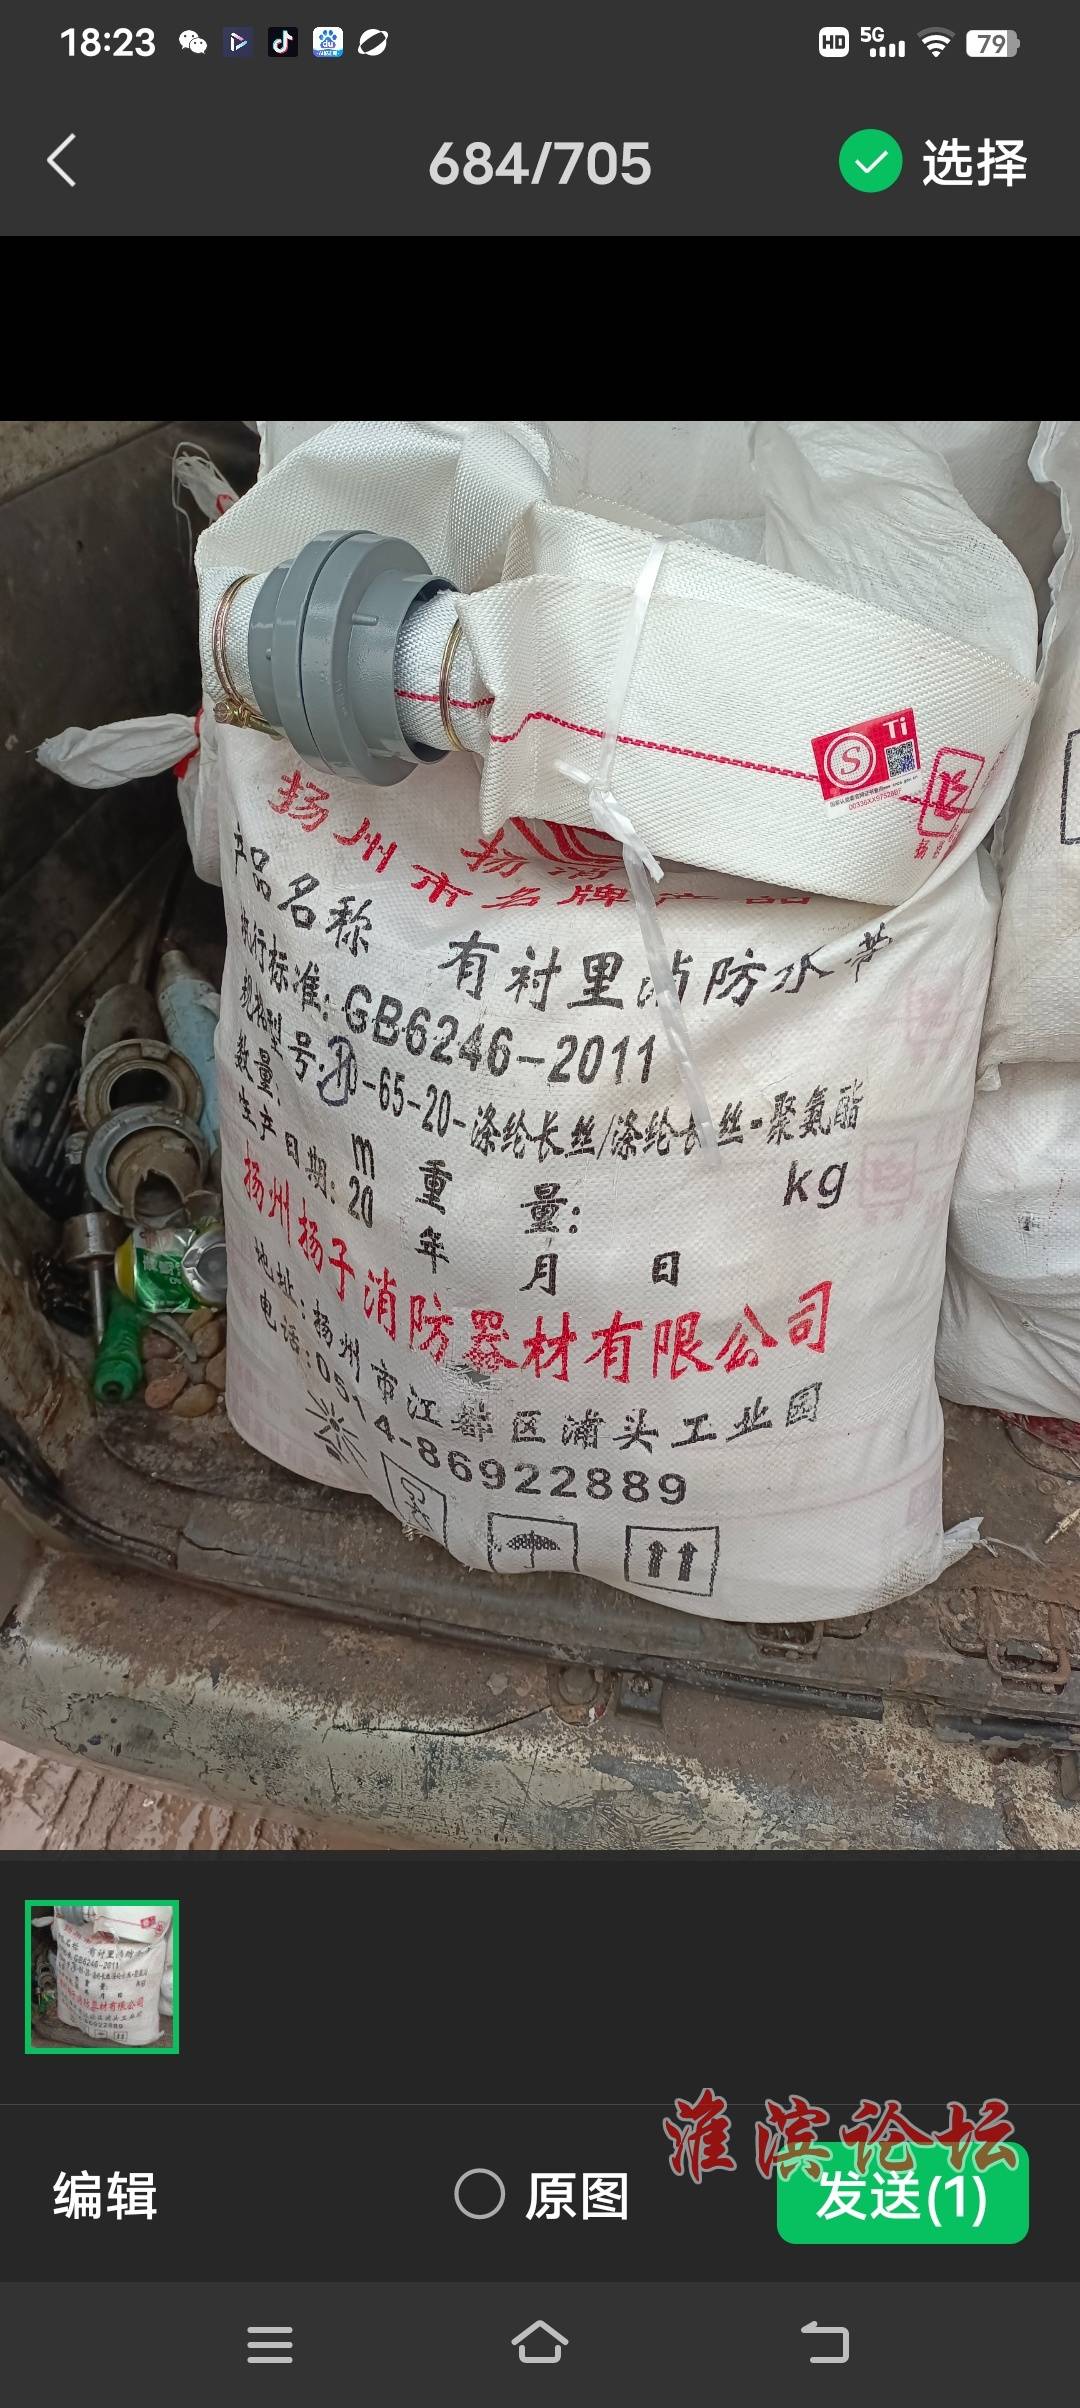 18:23
HD 5G 79
684/705
选择
Ti
S
扬州市名牌产品
产品名称 有衬里消防水带
执行标准:GB6246-2011
规格型号: -65-20-涤纶长丝/涤纶长丝-聚氨酯
数量: m 重量: kg
生产日期: 20 年 月 日
扬州扬子消防器材有限公司
地址:扬州市江都区浦头工业园
电话:0514-86922889
淮滨论坛
编辑
原图
发送(1)